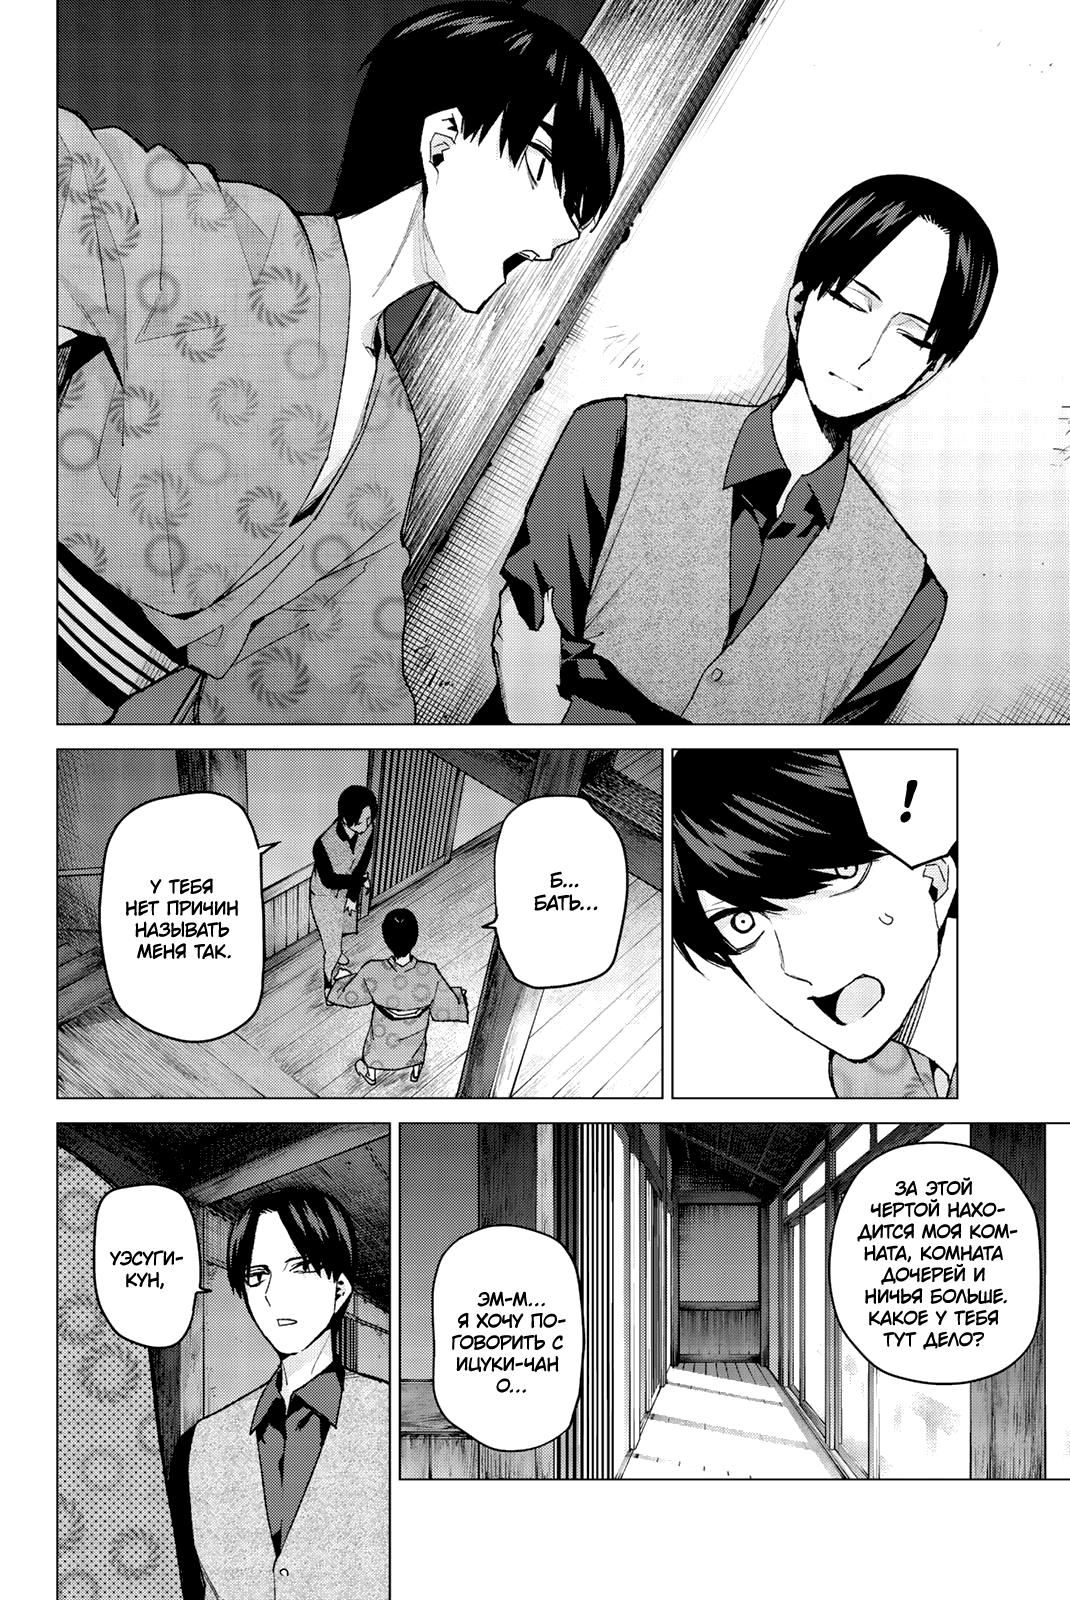 !
Б...
БАТЬ...
У ТЕБЯ
НЕТ ПРИЧИН
НАЗЫВАТЬ
МЕНЯ ТАК.
ЗА ЭТОЙ
ЧЕРТОЙ НАХО-
ДИТСЯ МОЯ КОМ-
НАТА, КОМНАТА
ДОЧЕРЕЙ И
НИЧЬЯ БОЛЬШЕ.
КАКОЕ У ТЕБЯ
ТУТ ДЕЛО?
ЭМ-М...
Я ХОЧУ ПО-
ГОВОРИТЬ С
ИЦУКИ-ЧАН
О...
УЭСУГИ-
КУН,